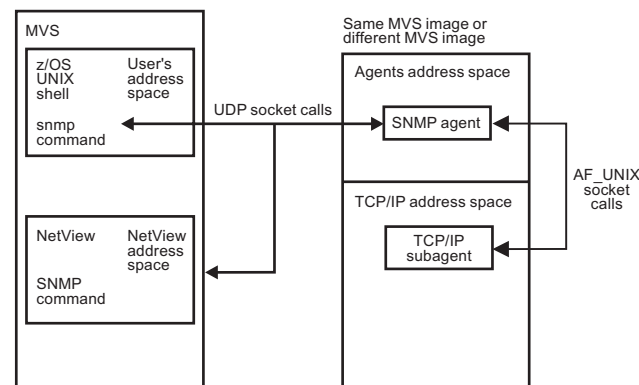 MVS
z/OS
UNIX
shell
User's
address
space
snmp
command
UDP socket calls
NetView
NetView
address
space
SNMP
command
Same MVS image or
different MVS image
Agents address space
SNMP agent
AF_UNIX
socket
calls
TCP/IP address space
TCP/IP
subagent